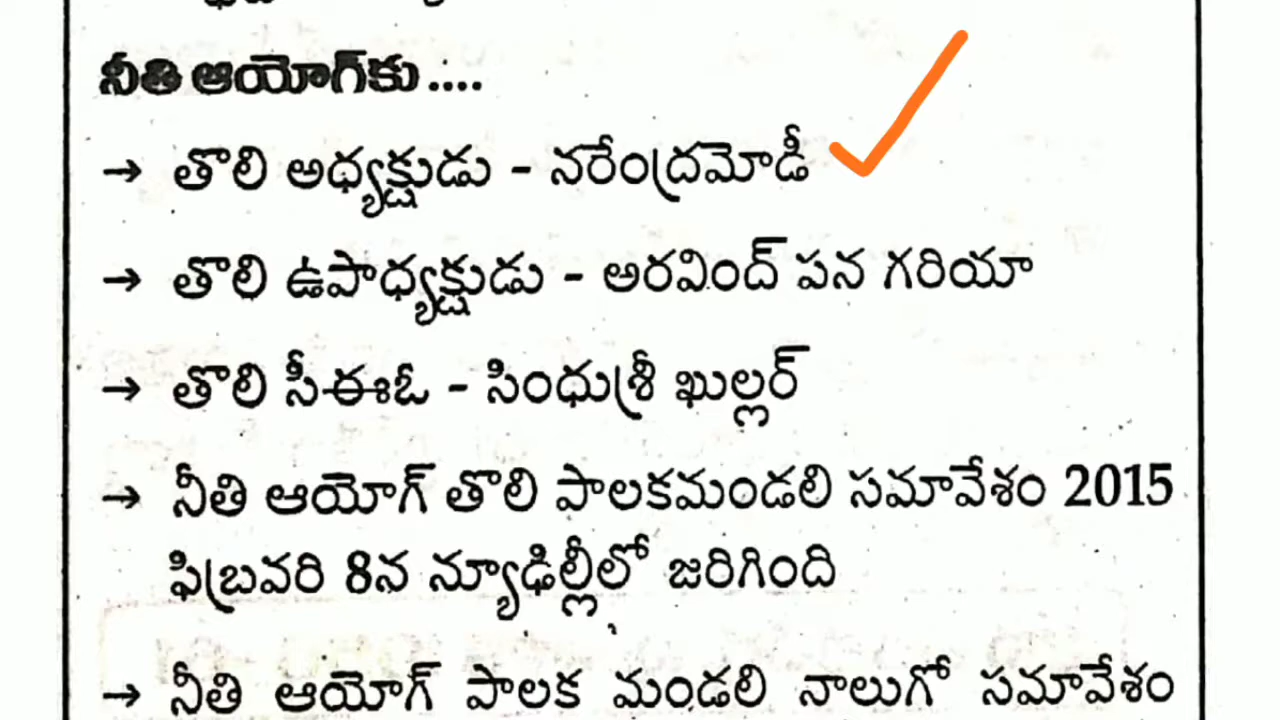 నీతి ఆయోగ్‌కు ....
→ తొలి అధ్యక్షుడు - నరేంద్రమోడీ
→ తొలి ఉపాధ్యక్షుడు - అరవింద్ పన గరియా
→ తొలి సీఈఓ - సింధుశ్రీ ఖుల్లర్
→ నీతి ఆయోగ్ తొలి పాలకమండలి సమావేశం 2015
ఫిబ్రవరి 8న న్యూఢిల్లీలో జరిగింది
→ నీతి ఆయోగ్ పాలక మండలి నాలుగో సమావేశం